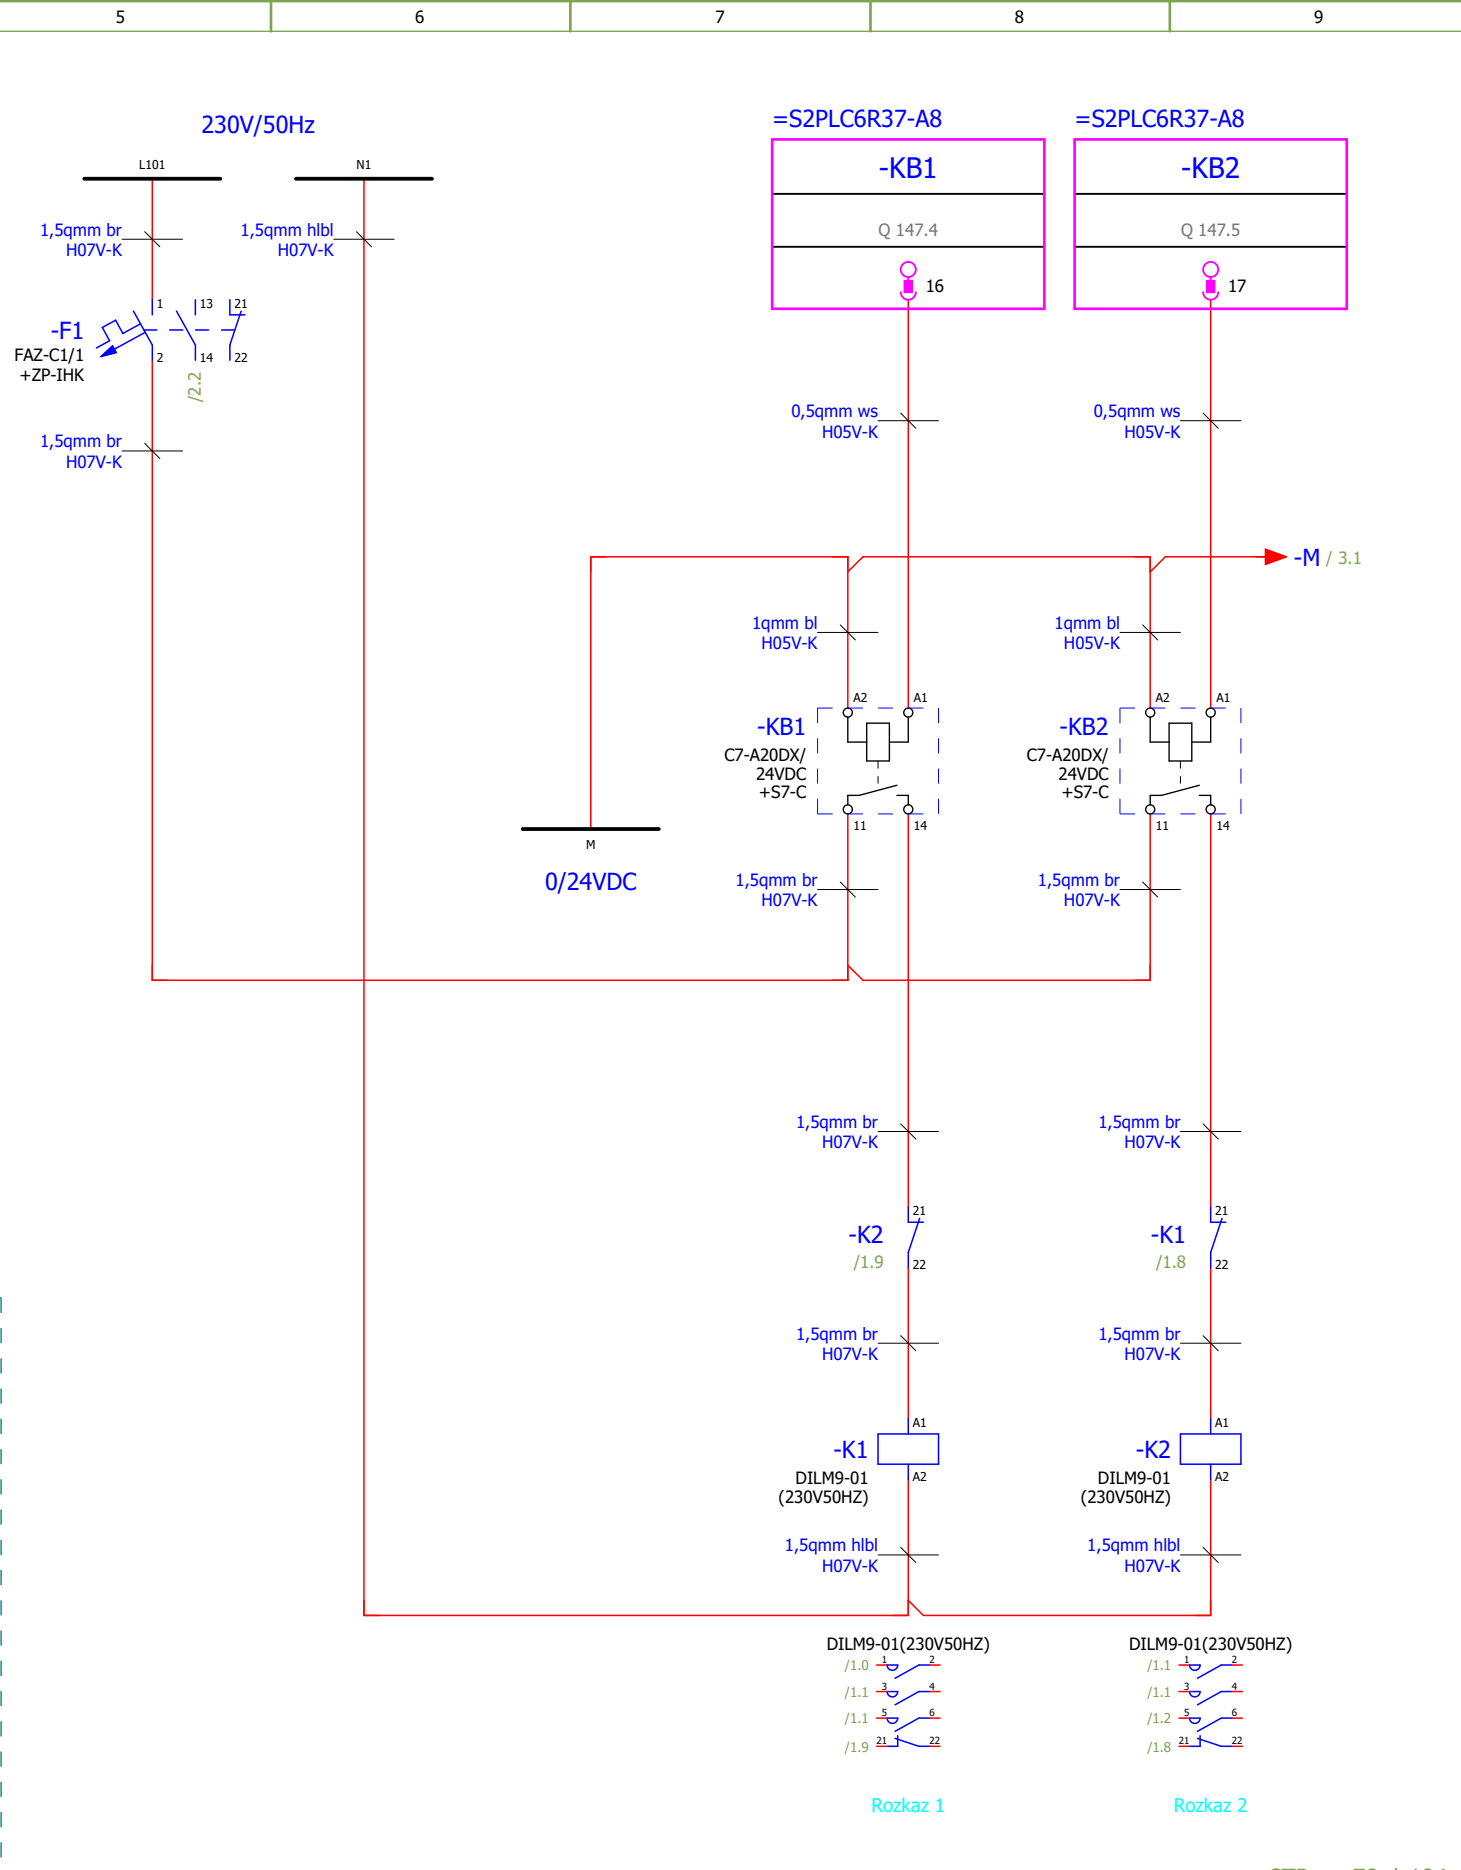 5 6 7 8 9
230V/50Hz
L101
N1
1,5qmm br
H07V-K
1,5qmm hlbl
H07V-K
-F1
FAZ-C1/1
+ZP-IHK
1
2
13
14
21
22
/2.2
1,5qmm br
H07V-K
=S2PLC6R37-A8
-KB1
Q 147.4
16
=S2PLC6R37-A8
-KB2
Q 147.5
17
0,5qmm ws
H05V-K
0,5qmm ws
H05V-K
-M / 3.1
1qmm bl
H05V-K
1qmm bl
H05V-K
A2
A1
-KB1
C7-A20DX/
24VDC
+S7-C
11
14
A2
A1
-KB2
C7-A20DX/
24VDC
+S7-C
11
14
M
0/24VDC
1,5qmm br
H07V-K
1,5qmm br
H07V-K
1,5qmm br
H07V-K
1,5qmm br
H07V-K
21
-K2
/1.9
22
21
-K1
/1.8
22
1,5qmm br
H07V-K
1,5qmm br
H07V-K
A1
-K1
A2
DILM9-01
(230V50HZ)
A1
-K2
A2
DILM9-01
(230V50HZ)
1,5qmm hlbl
H07V-K
1,5qmm hlbl
H07V-K
DILM9-01(230V50HZ)
/1.0 1 2
/1.1 3 4
/1.1 5 6
/1.9 21 22
DILM9-01(230V50HZ)
/1.1 1 2
/1.1 3 4
/1.2 5 6
/1.8 21 22
Rozkaz 1
Rozkaz 2